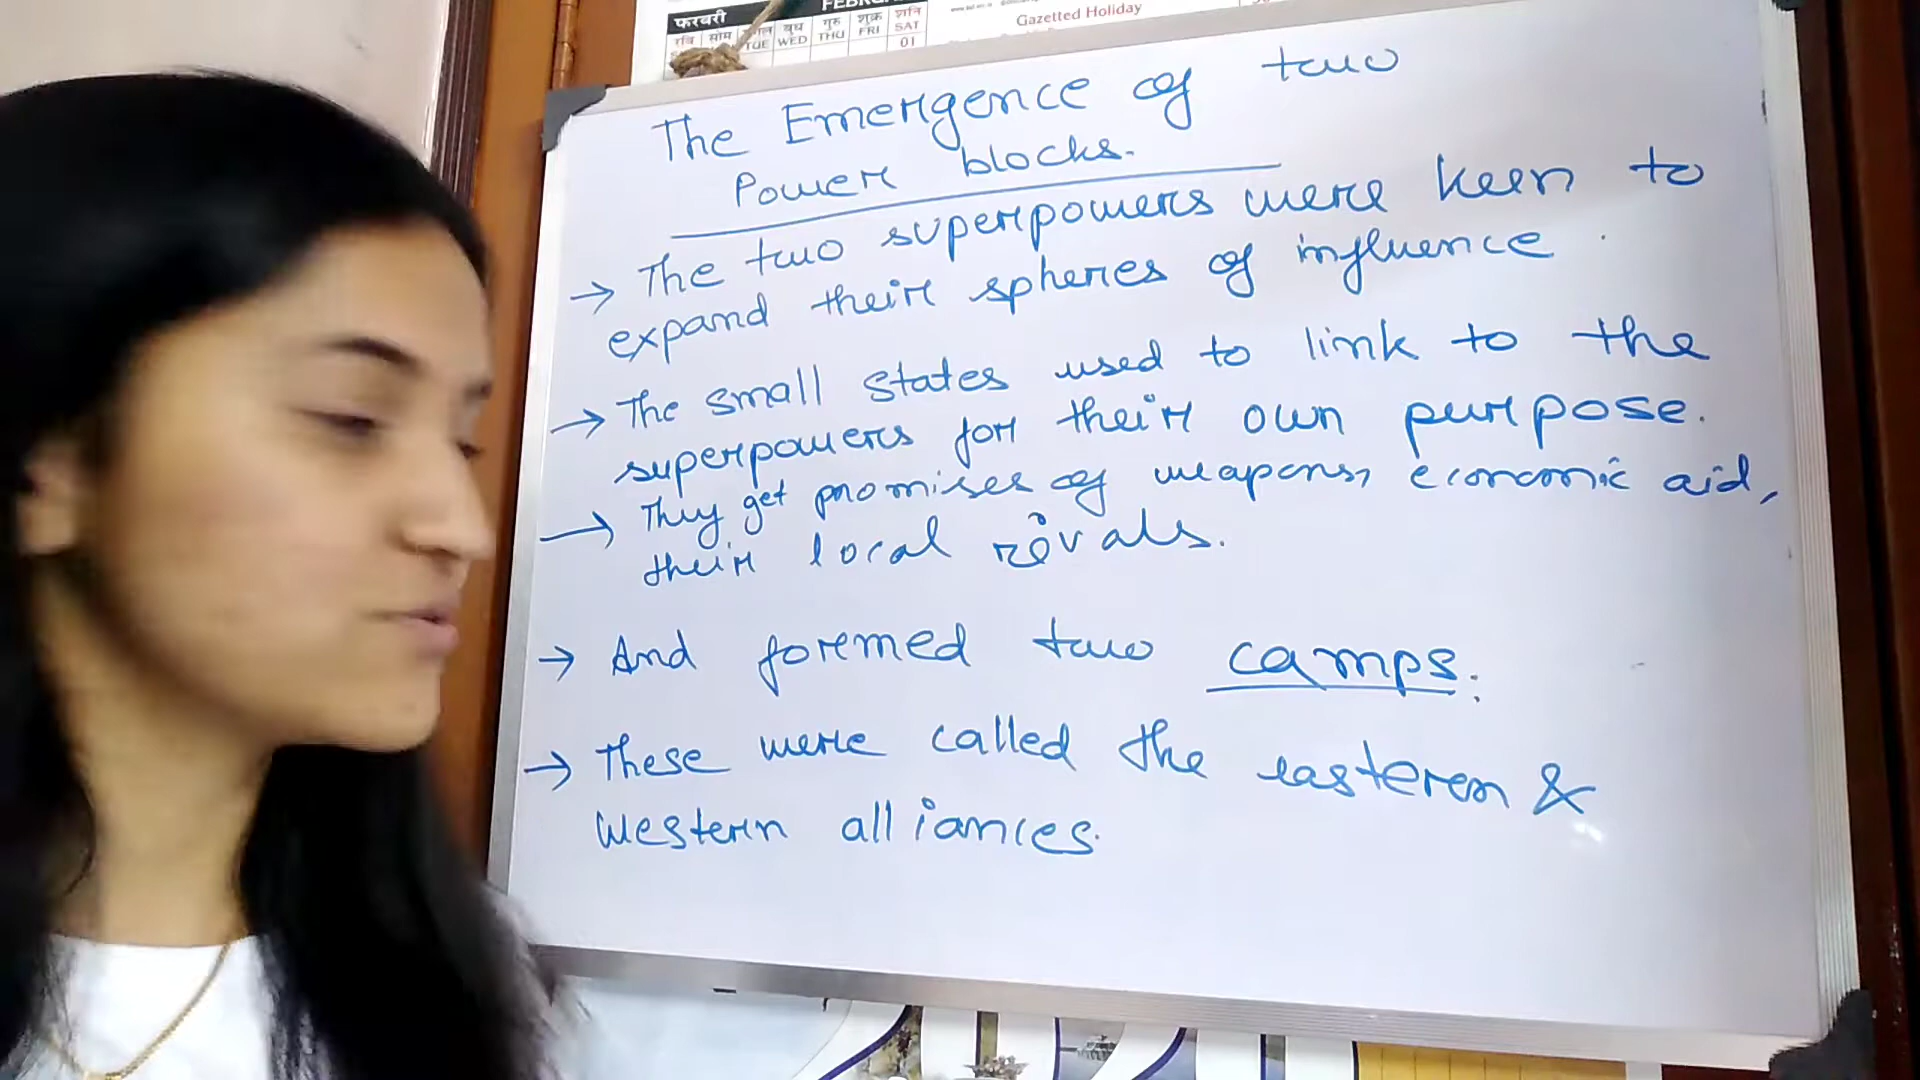 फरवरी FEBRU
रवि सोम बुध गुरु शुक्र शनि
TUE WED THU FRI SAT
01
Gazetted Holiday
The Emergence of two
Power blocks.
→ The two superpowers were keen to
expand their spheres of influence.
→ The small states used to link to the
superpowers for their own purpose.
→ They get promises of weapons, economic aid,
their local rivals.
→ And formed two camps:
→ These were called the eastern &
Western alliances.